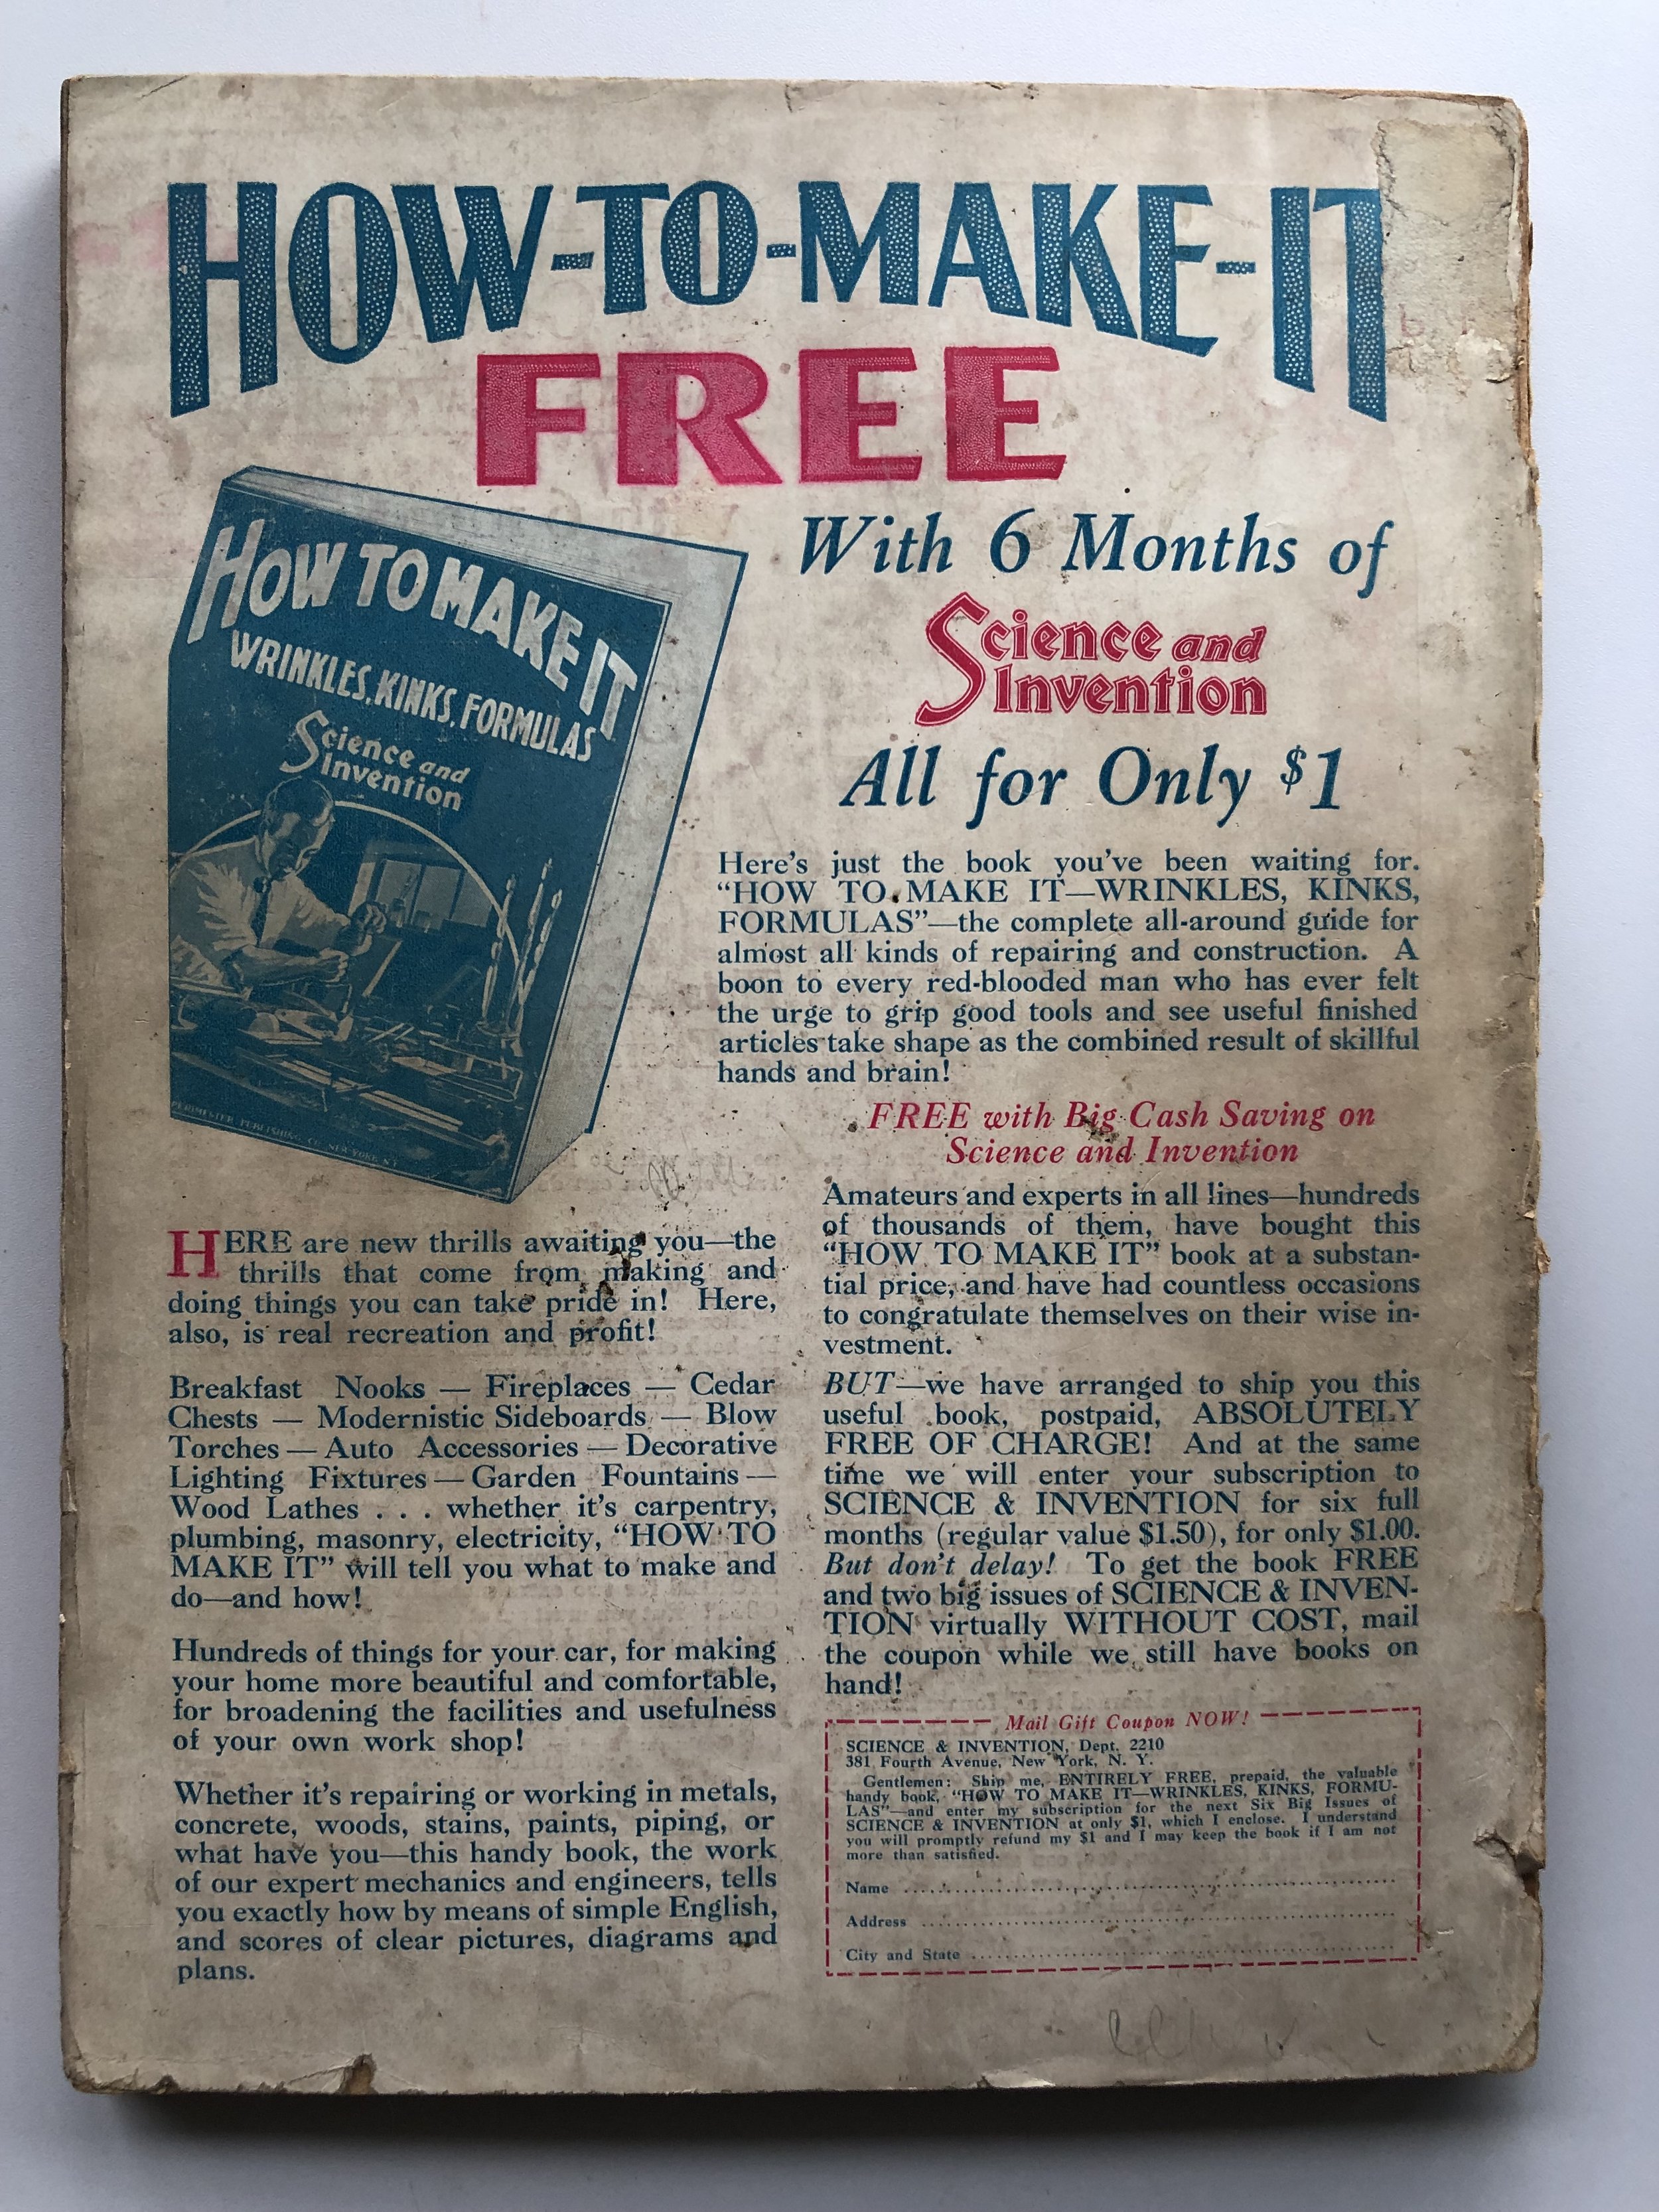 HOW-TO-MAKE-IT
FREE
HOW TO MAKE IT
WRINKLES, KINKS, FORMULAS
Science and
Invention
With 6 Months of
Science and
Invention
All for Only $1
Here's just the book you've been waiting for.
“HOW TO MAKE IT—WRINKLES, KINKS,
FORMULAS”—the complete all-around guide for
almost all kinds of repairing and construction. A
boon to every red-blooded man who has ever felt
the urge to grip good tools and see useful finished
articles take shape as the combined result of skillful
hands and brain!
PUBLISHING CO. NEW YORK N.Y.
HERE are new thrills awaiting you—the
thrills that come from making and
doing things you can take pride in! Here,
also, is real recreation and profit!
Breakfast Nooks — Fireplaces — Cedar
Chests — Modernistic Sideboards — Blow
Torches — Auto Accessories — Decorative
Lighting Fixtures — Garden Fountains —
Wood Lathes . . . whether it's carpentry,
plumbing, masonry, electricity, “HOW TO
MAKE IT” will tell you what to make and
do—and how!
Hundreds of things for your car, for making
your home more beautiful and comfortable,
for broadening the facilities and usefulness
of your own work shop!
Whether it's repairing or working in metals,
concrete, woods, stains, paints, piping, or
what have you—this handy book, the work
of our expert mechanics and engineers, tells
you exactly how by means of simple English,
and scores of clear pictures, diagrams and
plans.
FREE with Big Cash Saving on
Science and Invention
Amateurs and experts in all lines—hundreds
of thousands of them, have bought this
“HOW TO MAKE IT” book at a substan-
tial price, and have had countless occasions
to congratulate themselves on their wise in-
vestment.
BUT—we have arranged to ship you this
useful book, postpaid, ABSOLUTELY
FREE OF CHARGE! And at the same
time we will enter your subscription to
SCIENCE & INVENTION for six full
months (regular value $1.50), for only $1.00.
But don't delay! To get the book FREE
and two big issues of SCIENCE & INVEN-
TION virtually WITHOUT COST, mail
the coupon while we still have books on
hand!
Mail Gift Coupon NOW!
SCIENCE & INVENTION, Dept. 2210
381 Fourth Avenue, New York, N. Y.
Gentlemen: Ship me, ENTIRELY FREE, prepaid, the valuable
handy book, “HOW TO MAKE IT—WRINKLES, KINKS, FORMU-
LAS”—and enter my subscription for the next Six Big Issues of
SCIENCE & INVENTION at only $1, which I enclose. I understand
you will promptly refund my $1 and I may keep the book if I am not
more than satisfied.
Name
Address
City and State